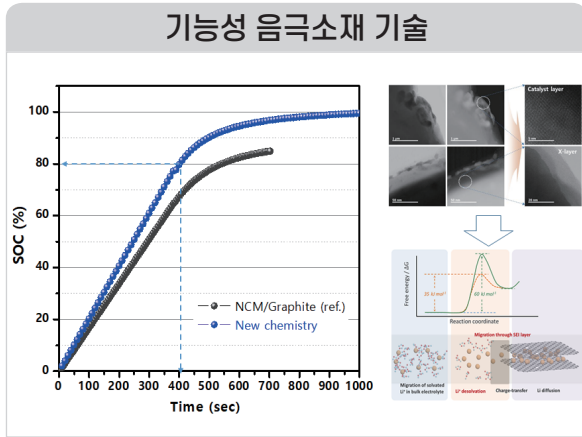 기능성 음극소재 기술
SOC (%)
100
80
60
40
20
0
0 100 200 300 400 500 600 700 800 900 1000
Time (sec)
NCM/Graphite (ref.)
New chemistry
Catalyst layer
Free energy / ΔG
25 kJ mol⁻¹
60 kJ mol⁻¹
Reaction coordinate
Migration through SEI layer
Migration of solvated
Li⁺ in bulk electrolyte
Li⁺ desolvation
Charge-transfer
Li diffusion